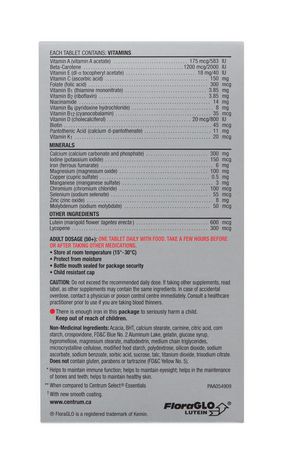 EACH TABLET CONTAINS: VITAMINS
Vitamin A (vitamin A acetate) 175 mcg/583 IU
Beta-Carotene 1200 mcg/2000 IU
Vitamin E (dl-α tocopheryl acetate) 18 mg/40 IU
Vitamin C (ascorbic acid) 150 mg
Folate (folic acid) 300 mcg
Vitamin B₁ (thiamine mononitrate) 3.85 mg
Vitamin B₂ (riboflavin) 3.85 mg
Niacinamide 14 mg
Vitamin B₆ (pyridoxine hydrochloride) 8 mg
Vitamin B₁₂ (cyanocobalamin) 35 mcg
Vitamin D (cholecalciferol) 20 mcg/800 IU
Biotin 45 mcg
Pantothenic Acid (calcium d-pantothenate) 11 mg
Vitamin K₁ 20 mcg
MINERALS
Calcium (calcium carbonate and phosphate) 300 mg
Iodine (potassium iodide) 150 mcg
Iron (ferrous fumarate) 6 mg
Magnesium (magnesium oxide) 100 mg
Copper (cupric sulfate) 0.5 mg
Manganese (manganese sulfate) 3 mg
Chromium (chromium chloride) 100 mcg
Selenium (sodium selenate) 55 mcg
Zinc (zinc oxide) 8 mg
Molybdenum (sodium molybdate) 50 mcg
OTHER INGREDIENTS
Lutein (marigold flower tagetes erecta) 600 mcg
Lycopene 300 mcg
ADULT DOSAGE (50+): ONE TABLET DAILY WITH FOOD. TAKE A FEW HOURS BEFORE
OR AFTER TAKING OTHER MEDICATIONS.
• Store at room temperature (15°-30°C)
• Protect from moisture
• Bottle mouth sealed for package security
• Child resistant cap
CAUTION: Do not exceed the recommended daily dose. If taking other supplements, read
label, as other supplements may contain the same ingredients. In case of accidental
overdose, contact a physician or poison control centre immediately. Consult a healthcare
practitioner prior to use if you are taking blood thinners.
There is enough iron in this package to seriously harm a child.
Keep out of reach of children.
Non-Medicinal Ingredients: Acacia, BHT, calcium stearate, carmine, citric acid, corn
starch, crospovidone, FD&C Blue No. 2 Aluminum Lake, gelatin, glucose syrup,
hypromellose, magnesium stearate, maltodextrin, medium chain triglycerides,
microcrystalline cellulose, modified food starch, polydextrose, silicon dioxide, sodium
ascorbate, sodium benzoate, sorbic acid, sucrose, talc, titanium dioxide, trisodium citrate.
Does not contain gluten, parabens or tartrazine (FD&C Yellow No. 5).
* Helps to maintain immune function; helps to maintain eyesight; helps in the maintenance
of bones and teeth; helps to maintain healthy skin.
** When compared to Centrum Select® Essentials PAA054909
† With new smooth coating.
www.centrum.ca
® FloraGLO is a registered trademark of Kemin.
FloraGLO®
LUTEIN